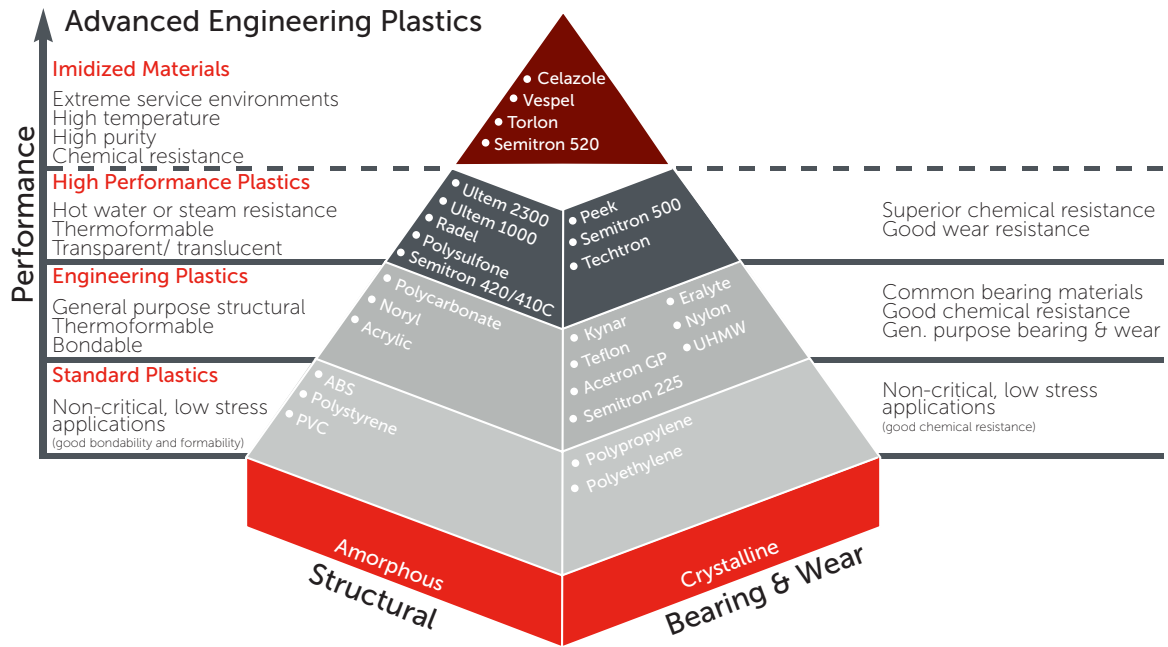 Advanced Engineering Plastics
Performance
Imidized Materials
Extreme service environments
High temperature
High purity
Chemical resistance
• Celazole
• Vespel
• Torlon
• Semitron 520
High Performance Plastics
Hot water or steam resistance
Thermoformable
Transparent/ translucent
• Ultem 2300
• Ultem 1000
• Radel
• Polysulfone
• Semitron 420/410C
• Peek
• Semitron 500
• Techtron
Superior chemical resistance
Good wear resistance
Engineering Plastics
General purpose structural
Thermoformable
Bondable
• Polycarbonate
• Noryl
• Acrylic
• Kynar
• Teflon
• Acetron GP
• Semitron 225
• Eralyte
• Nylon
• UHMW
Common bearing materials
Good chemical resistance
Gen. purpose bearing & wear
Standard Plastics
Non-critical, low stress
applications
(good bondability and formability)
• ABS
• Polystyrene
• PVC
• Polypropylene
• Polyethylene
Non-critical, low stress
applications
(good chemical resistance)
Amorphous
Structural
Crystalline
Bearing & Wear